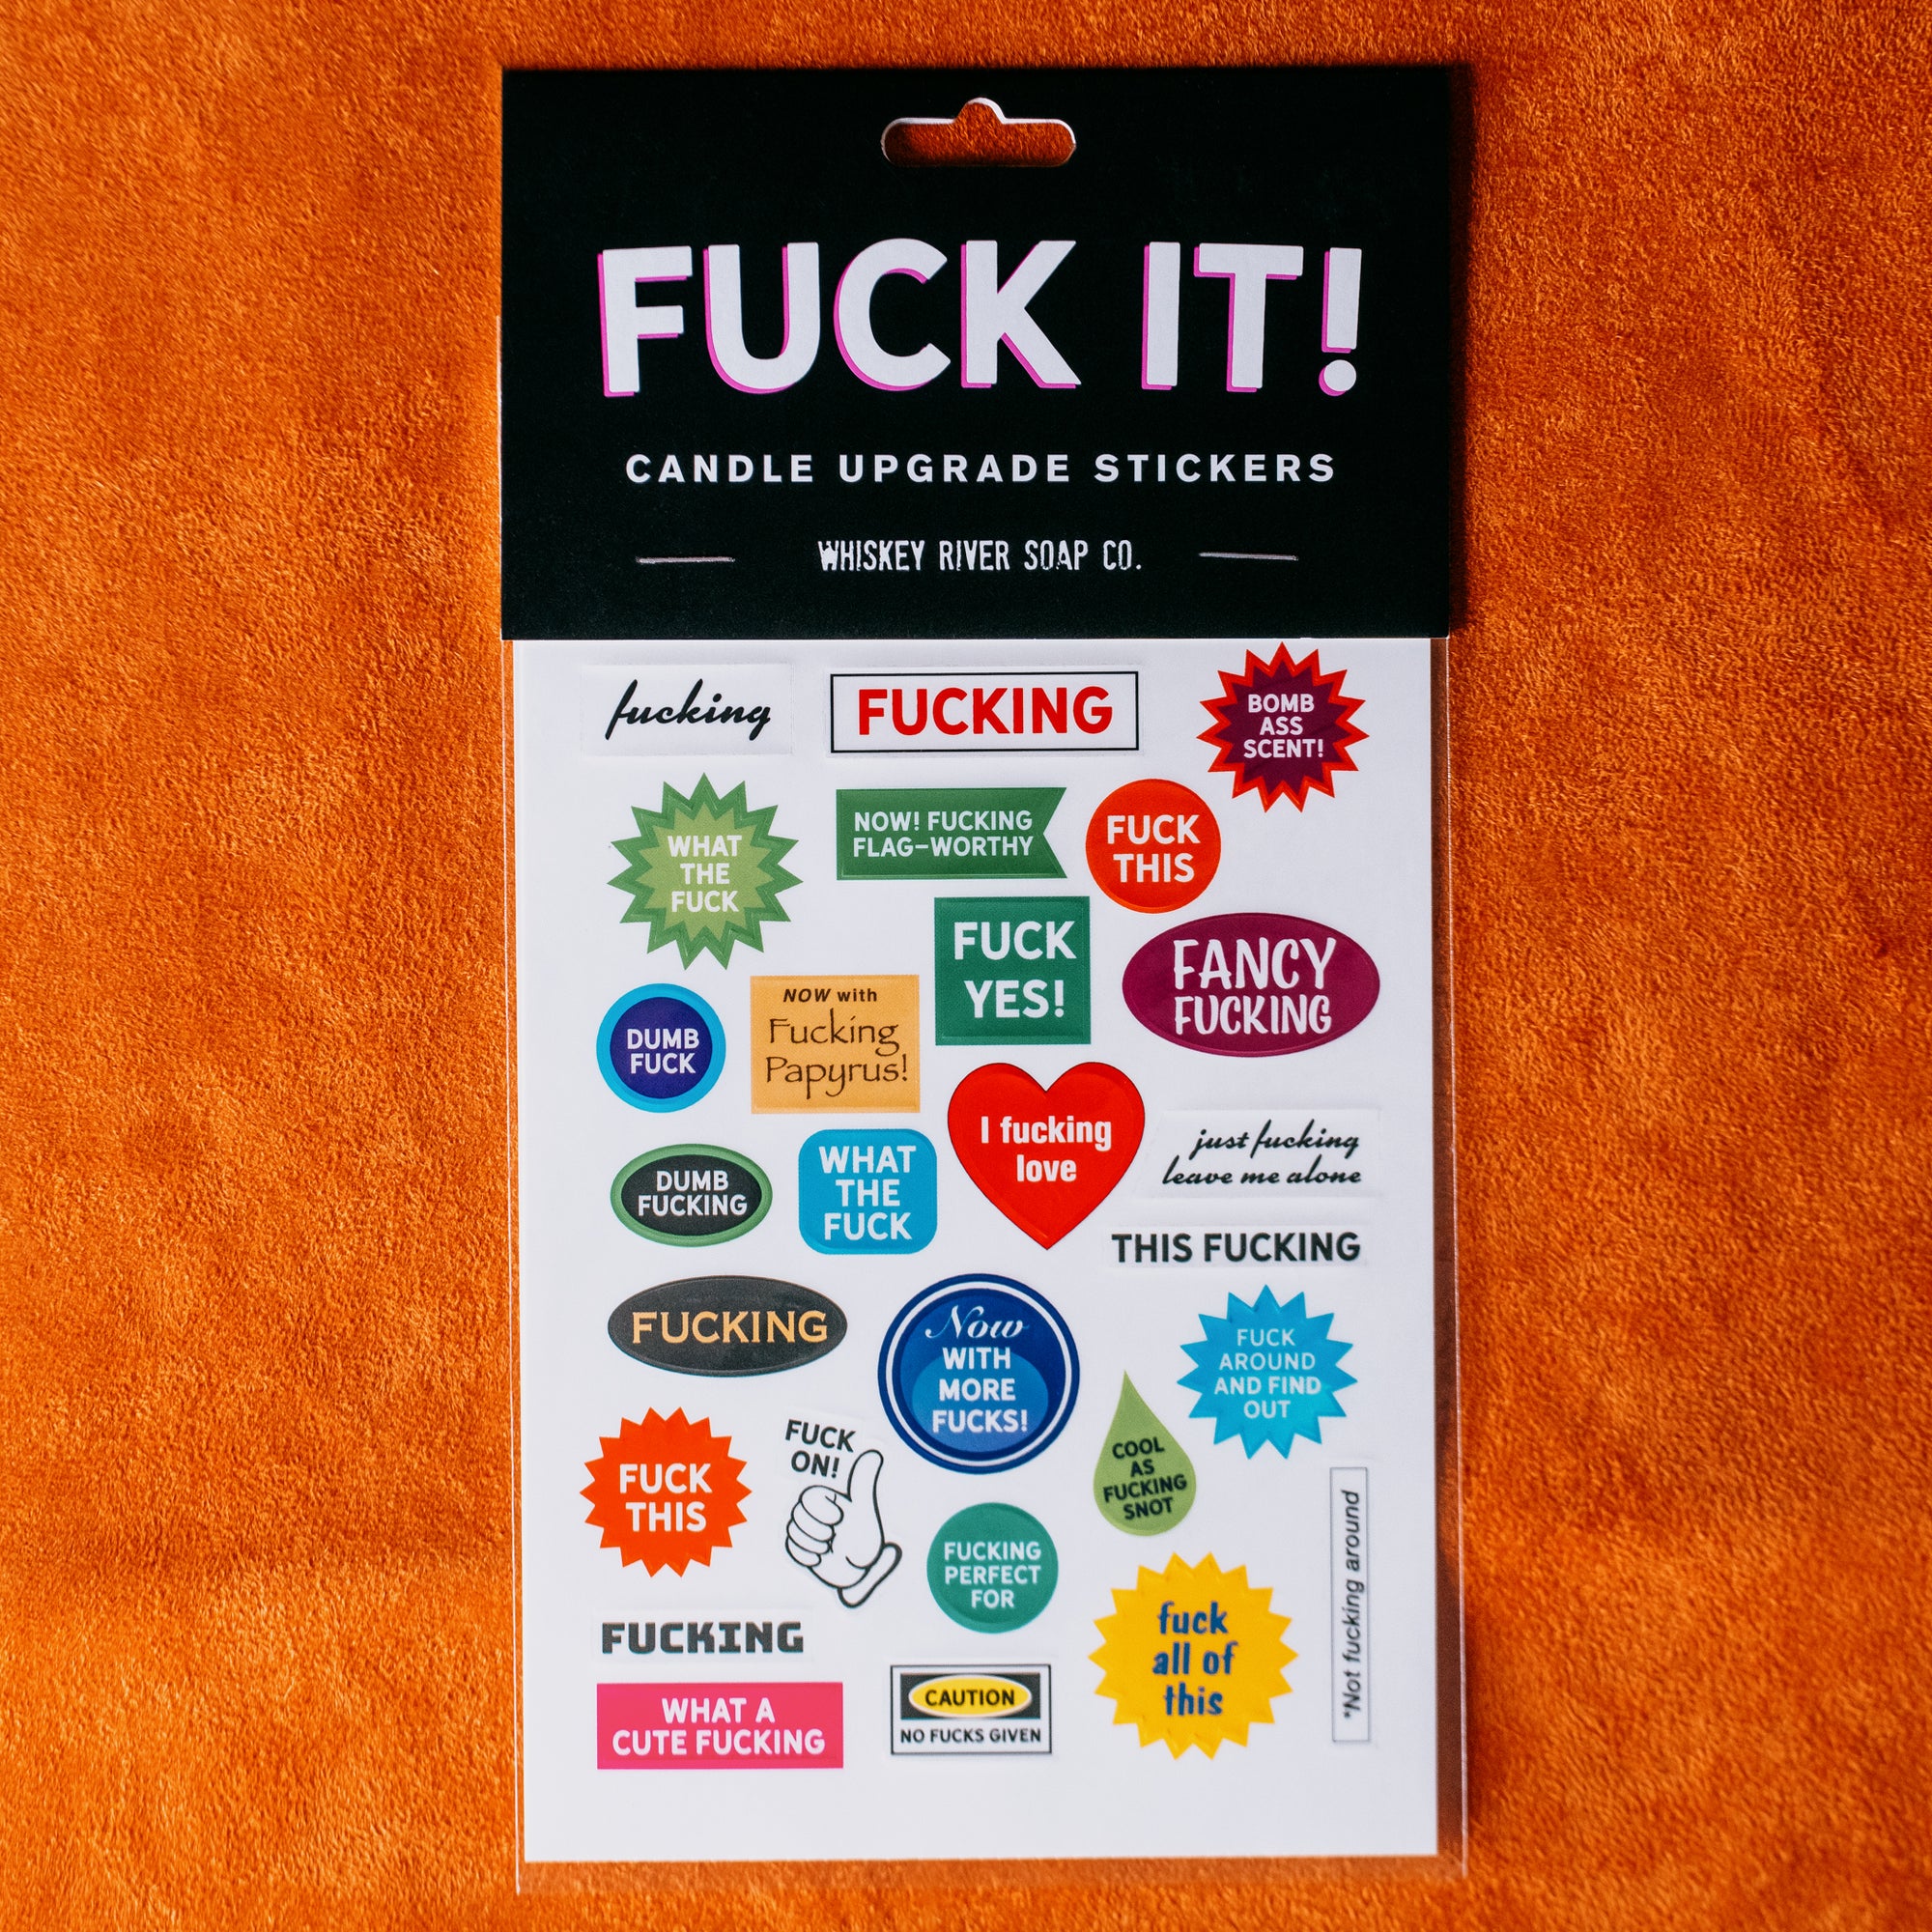 FUCK IT!
CANDLE UPGRADE STICKERS
WHISKEY RIVER SOAP CO.
fucking
FUCKING
BOMB
ASS
SCENT!
WHAT
THE
FUCK
NOW! FUCKING
FLAG-WORTHY
FUCK
THIS
FUCK
YES!
FANCY
FUCKING
DUMB
FUCK
NOW with
Fucking
Papyrus!
I fucking
love
just fucking
leave me alone
DUMB
FUCKING
WHAT
THE
FUCK
THIS FUCKING
FUCKING
Now
WITH
MORE
FUCKS!
FUCK
AROUND
AND FIND
OUT
FUCK
THIS
FUCK
ON!
COOL
AS
FUCKING
SNOT
*Not fucking around
FUCKING
PERFECT
FOR
fuck
all of
this
FUCKING
WHAT A
CUTE FUCKING
CAUTION
NO FUCKS GIVEN